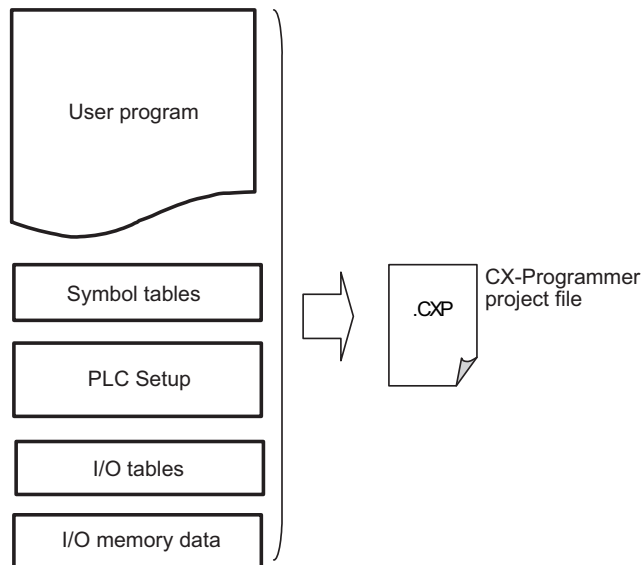 User program
Symbol tables
PLC Setup
I/O tables
I/O memory data
.CXP
CX-Programmer
project file